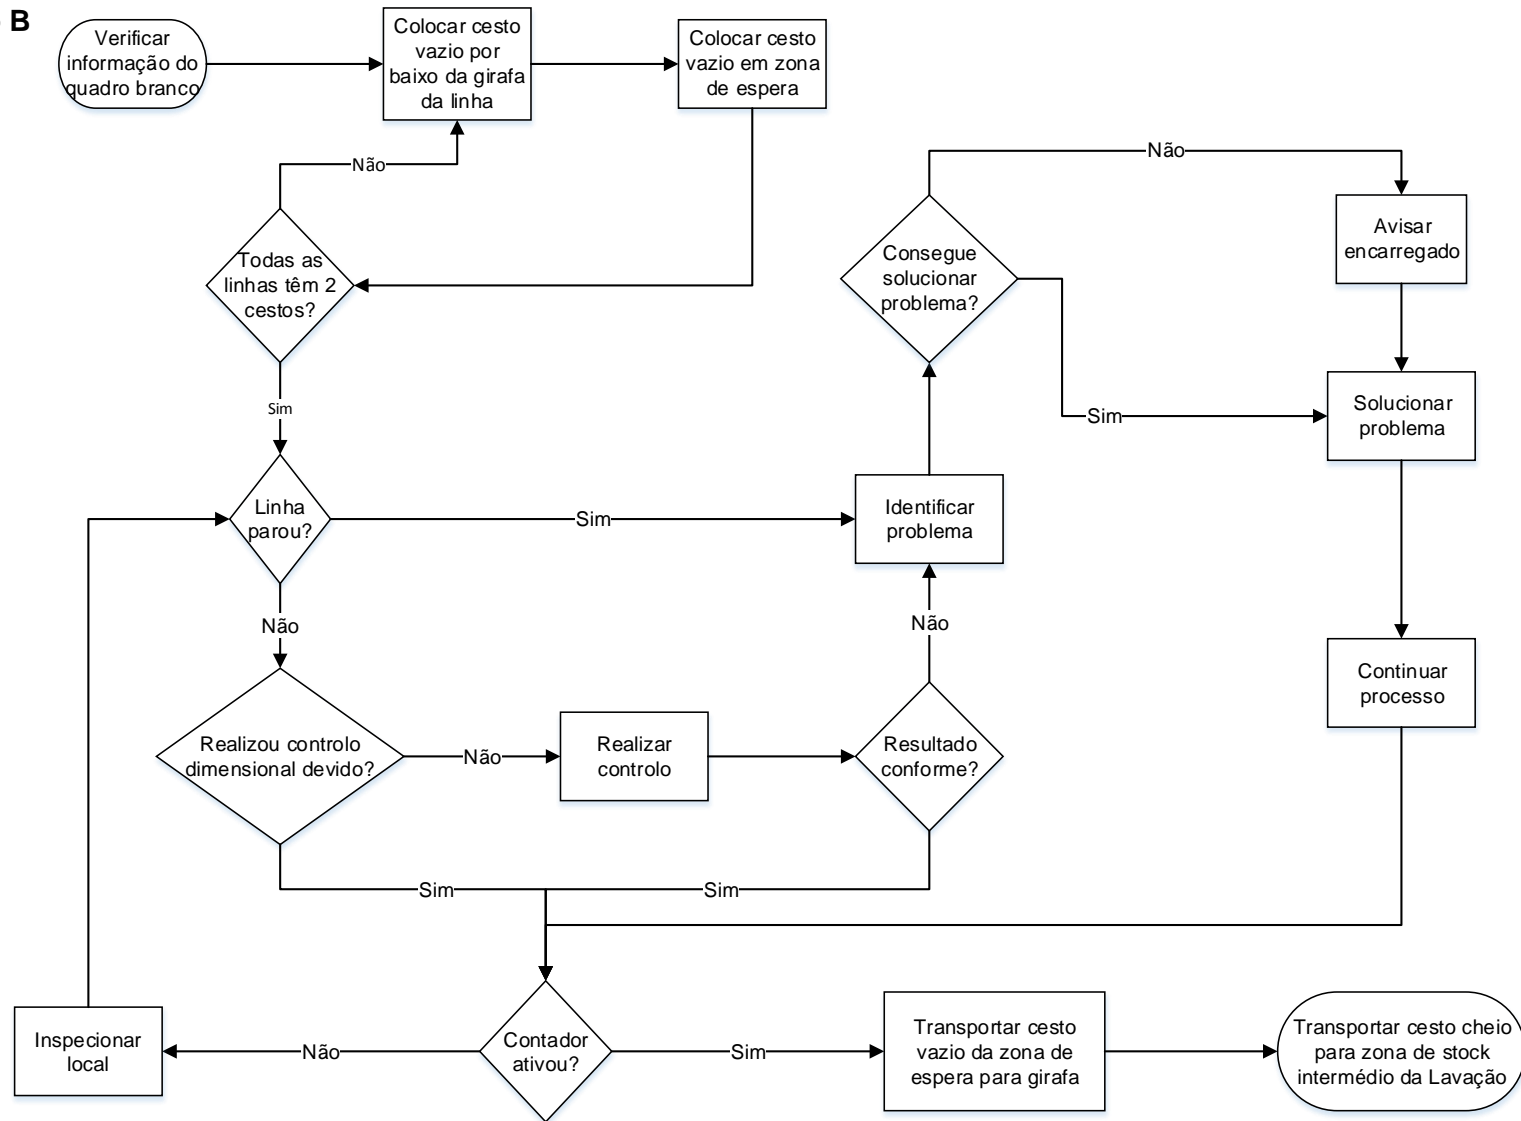 B
Verificar
informação do
quadro branco
Colocar cesto
vazio por
baixo da girafa
da linha
Colocar cesto
vazio em zona
de espera
Não
Não
Todas as
linhas têm 2
cestos?
Consegue
solucionar
problema?
Avisar
encarregado
Sim
Sim
Solucionar
problema
Linha
parou?
Sim
Identificar
problema
Não
Não
Realizou controlo
dimensional devido?
Não
Realizar
controlo
Resultado
conforme?
Continuar
processo
Sim
Sim
Inspecionar
local
Não
Contador
ativou?
Sim
Transportar cesto
vazio da zona de
espera para girafa
Transportar cesto cheio
para zona de stock
intermédio da Lavação